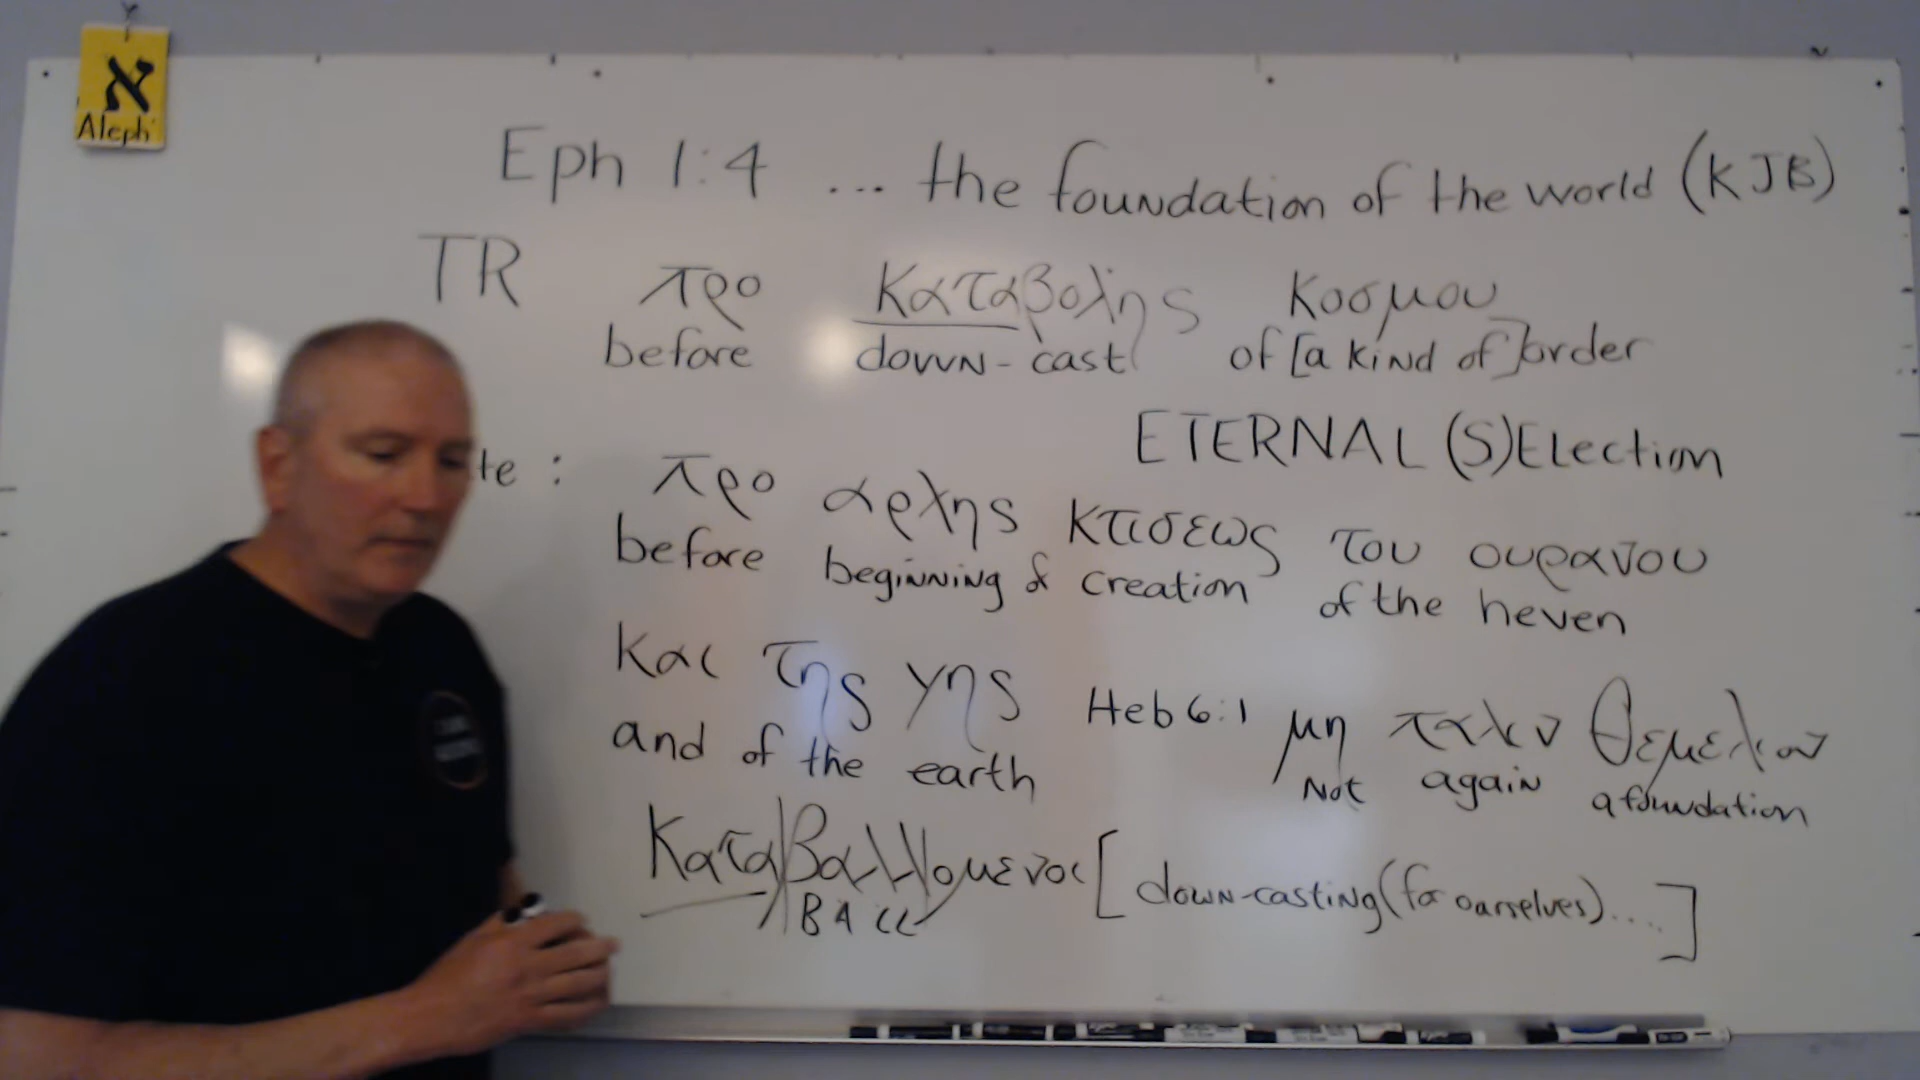 א
Aleph
Eph 1:4 ... the foundation of the world (KJB)
TR προ καταβολης κοσμου
before down-cast of [a kind of] order
ETERNAL (S)Election
te : προ αρχης κτισεως του ουρανου
before beginning of creation of the heven
και της γης
and of the earth
Heb 6:1 μη παλιν θεμελιον
Not again a foundation
Καταβαλλομενοι [down-casting (for ourselves)....]
BALL